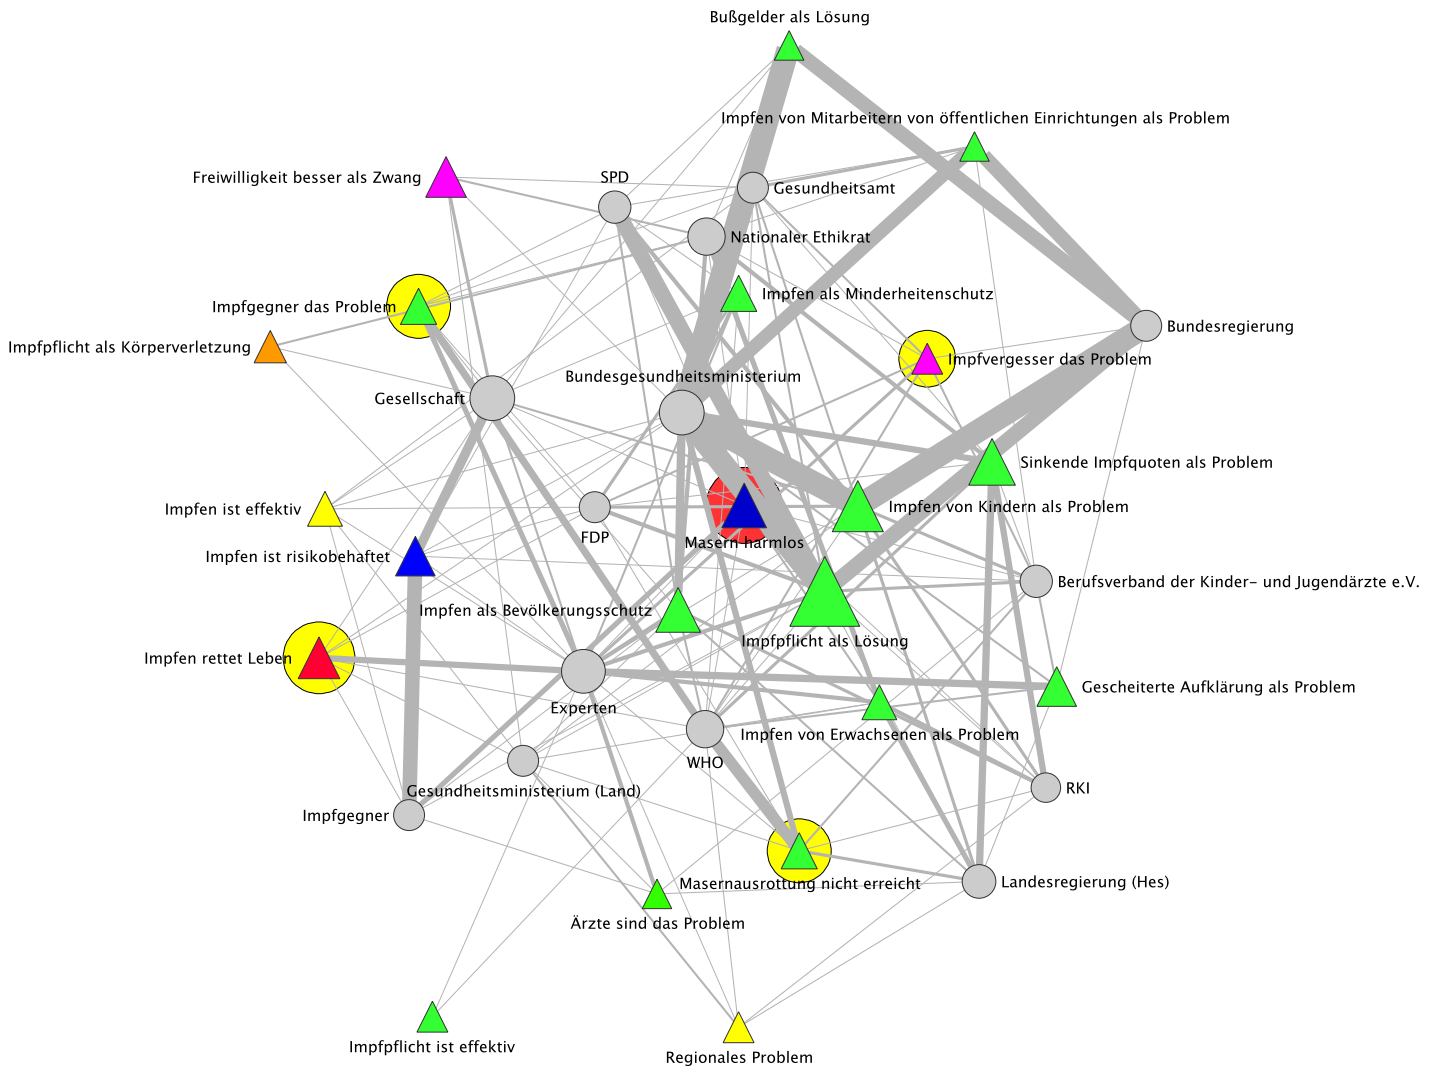 Bußgelder als Lösung
Impfen von Mitarbeitern von öffentlichen Einrichtungen als Problem
Freiwilligkeit besser als Zwang
SPD
Gesundheitsamt
Nationaler Ethikrat
Impfen als Minderheitenschutz
Impfgegner das Problem
Bundesregierung
Impfpflicht als Körperverletzung
Impfvergesser das Problem
Bundesgesundheitsministerium
Gesellschaft
Sinkende Impfquoten als Problem
Impfen ist effektiv
Impfen von Kindern als Problem
FDP
Masern harmlos
Impfen ist risikobehaftet
Berufsverband der Kinder- und Jugendärzte e.V.
Impfen als Bevölkerungsschutz
Impfpflicht als Lösung
Impfen rettet Leben
Gescheiterte Aufklärung als Problem
Experten
Impfen von Erwachsenen als Problem
WHO
Gesundheitsministerium (Land)
RKI
Impfgegner
Masernausrottung nicht erreicht
Landesregierung (Hes)
Ärzte sind das Problem
Impfpflicht ist effektiv
Regionales Problem